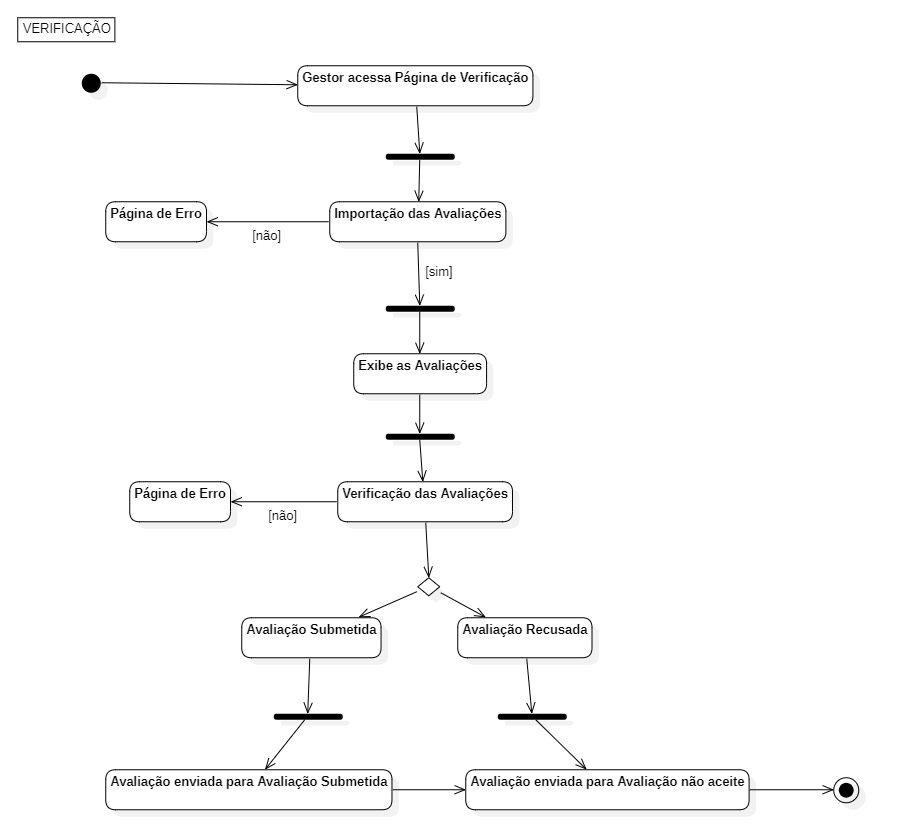 VERIFICAÇÃO
Gestor acessa Página de Verificação
Página de Erro
Importação das Avaliações
[não]
[sim]
Exibe as Avaliações
Página de Erro
Verificação das Avaliações
[não]
Avaliação Submetida
Avaliação Recusada
Avaliação enviada para Avaliação Submetida
Avaliação enviada para Avaliação não aceite